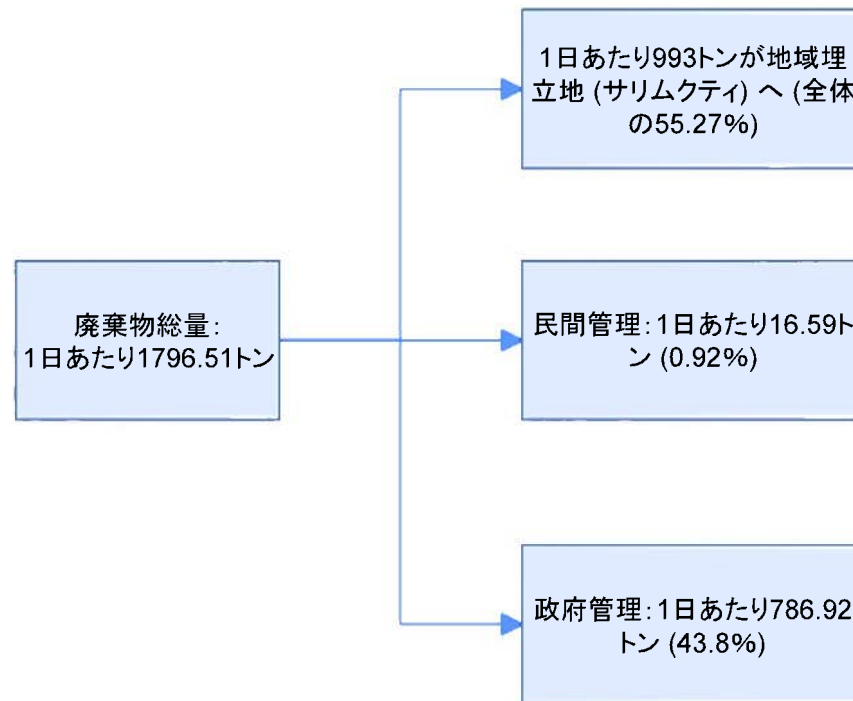 1日あたり993トンが地域埋
立地 (サリムクティ) へ (全体
の55.27%)
廃棄物総量:
1日あたり1796.51トン
民間管理: 1日あたり16.59ト
ン (0.92%)
政府管理: 1日あたり786.92
トン (43.8%)